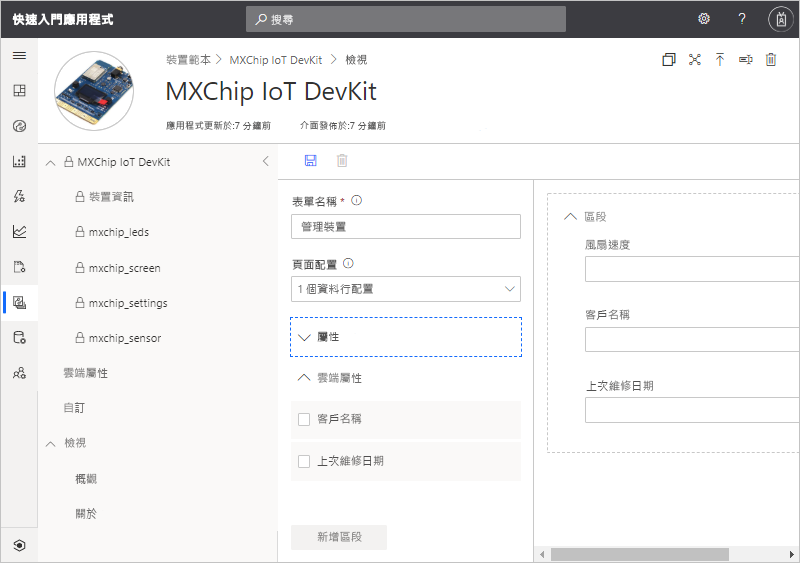 快速入門應用程式
搜尋
?
裝置範本 > MXChip IoT DevKit > 檢視
MXChip IoT DevKit
應用程式更新於:7 分鐘前 介面發佈於:7 分鐘前
MXChip IoT DevKit
裝置資訊
mxchip_leds
mxchip_screen
mxchip_settings
mxchip_sensor
雲端屬性
自訂
檢視
概觀
關於
表單名稱 *
管理裝置
頁面配置
1 個資料行配置
屬性
雲端屬性
客戶名稱
上次維修日期
新增區段
區段
風扇速度
客戶名稱
上次維修日期